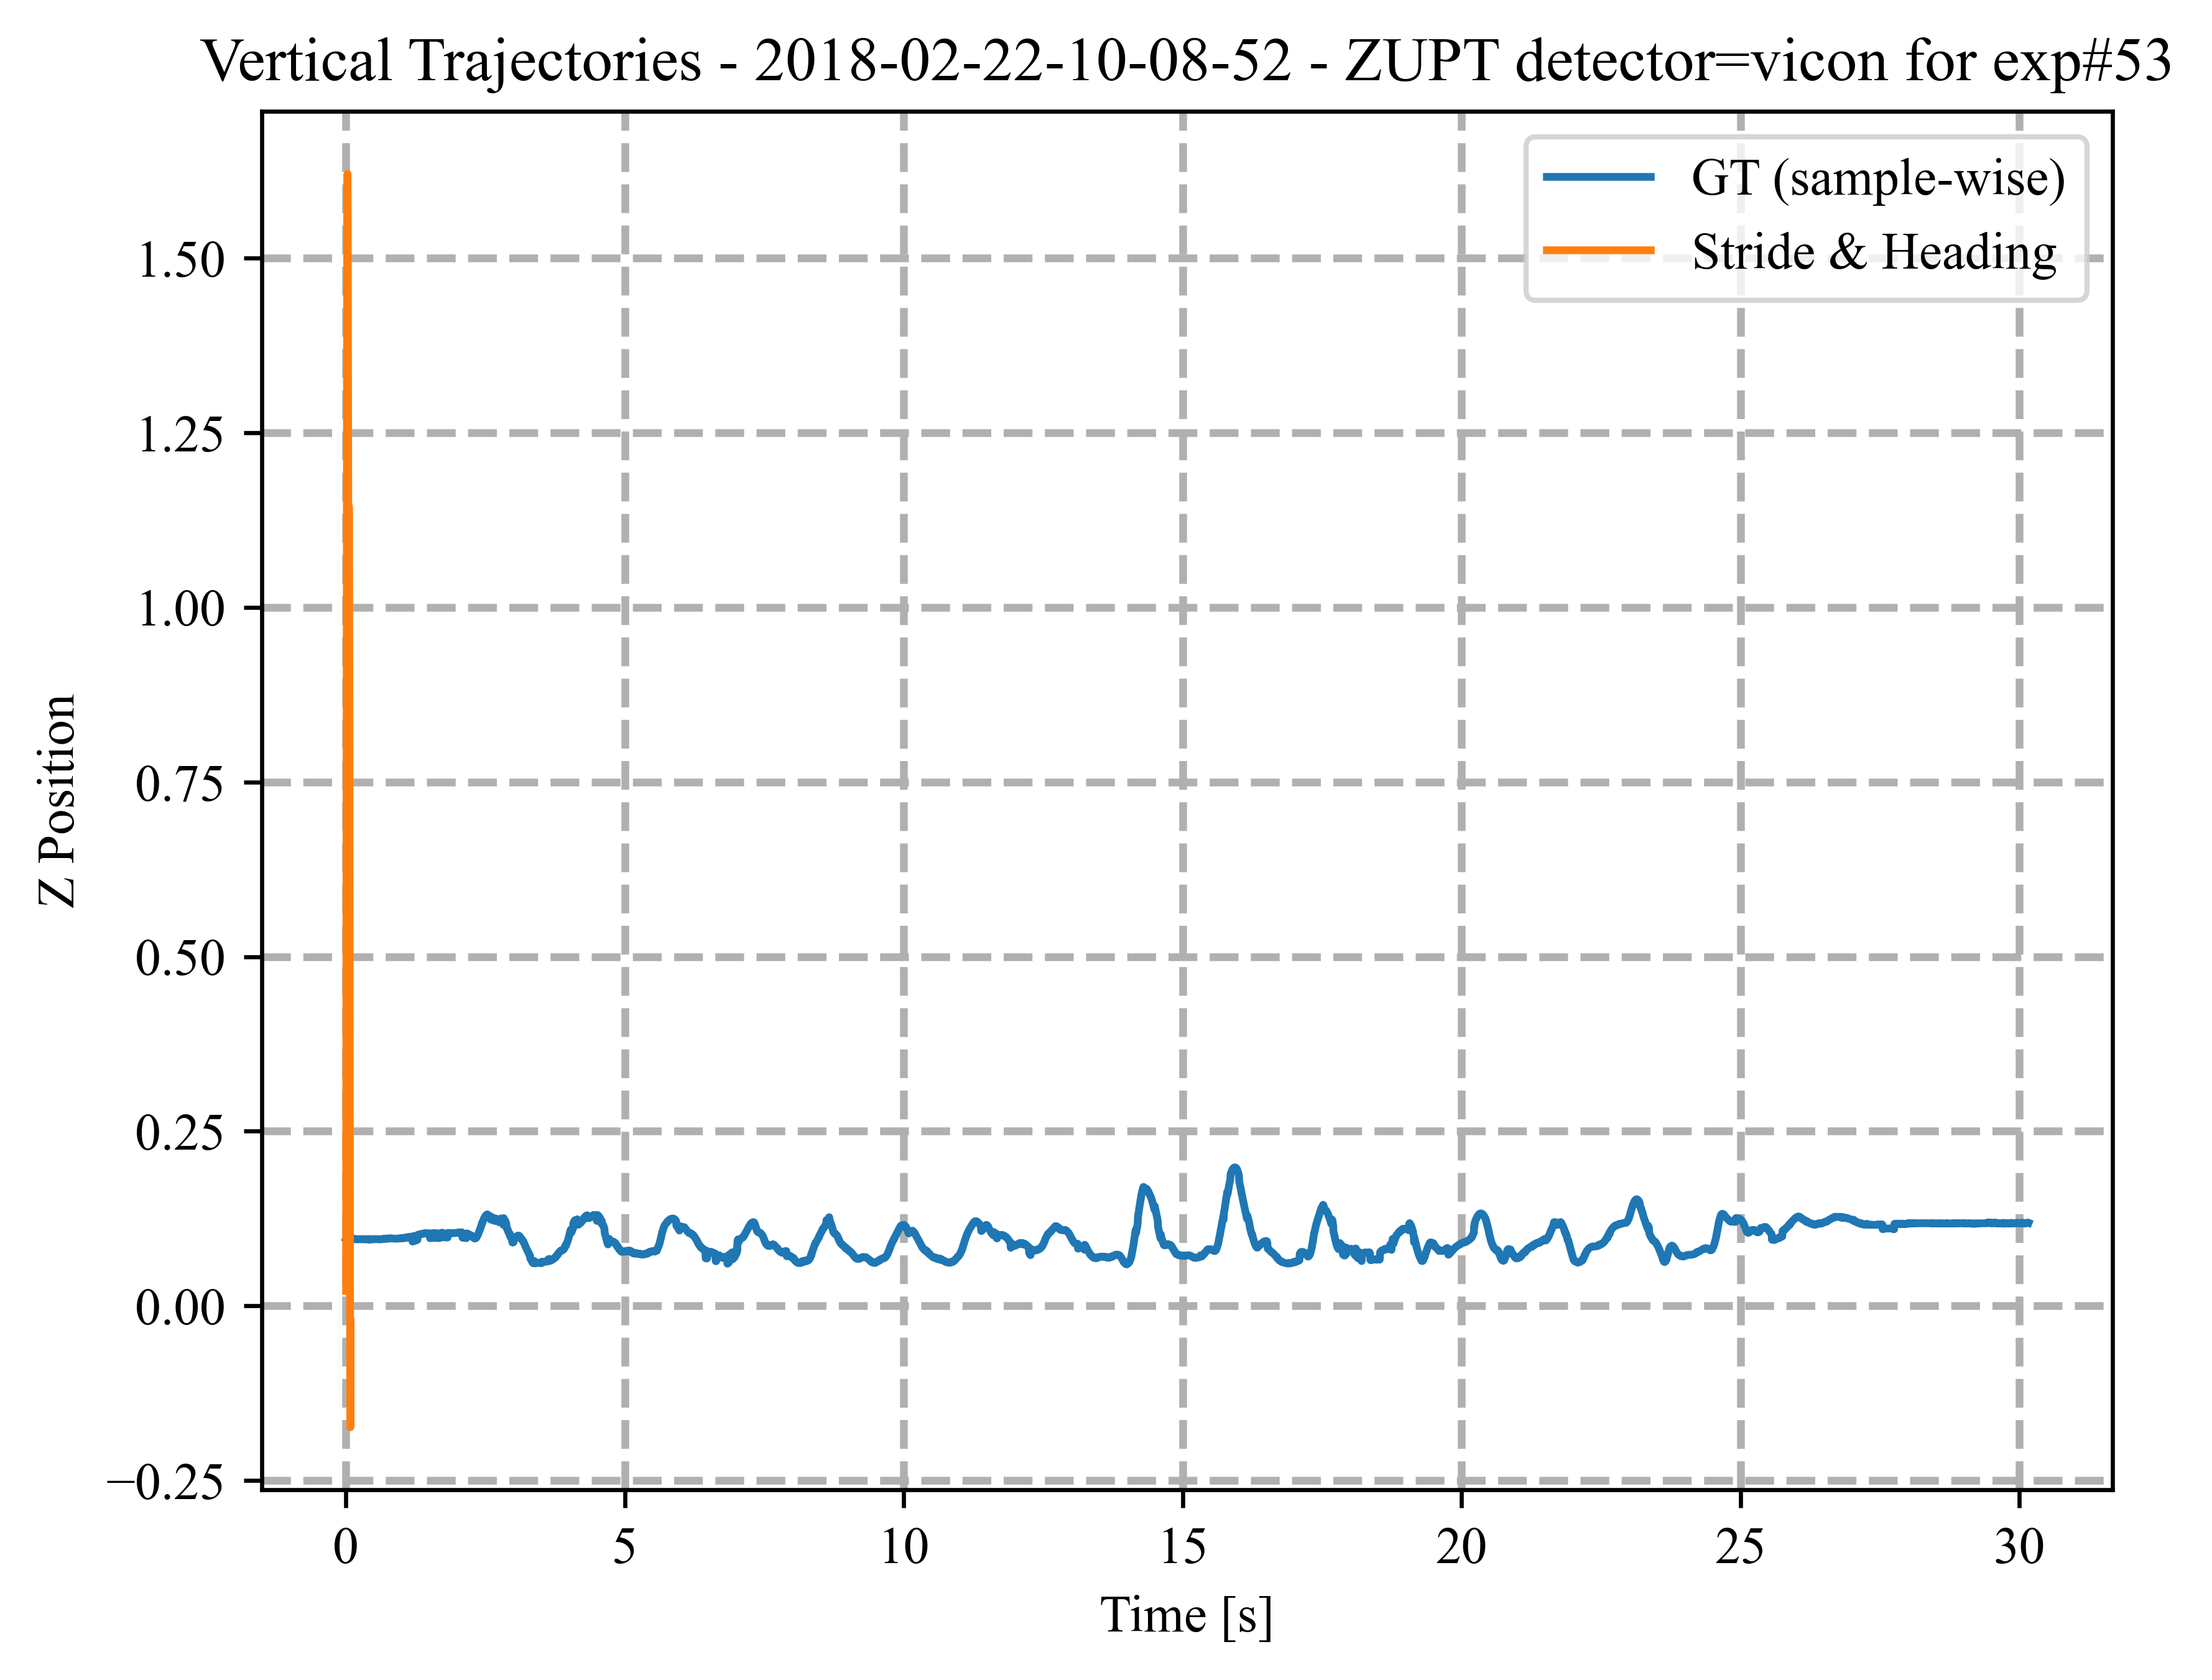 Vertical Trajectories - 2018-02-22-10-08-52 - ZUPT detector=vicon for exp#53
GT (sample-wise)
Stride & Heading
1.50
1.25
1.00
0.75
0.50
0.25
0.00
−0.25
Z Position
0 5 10 15 20 25 30
Time [s]